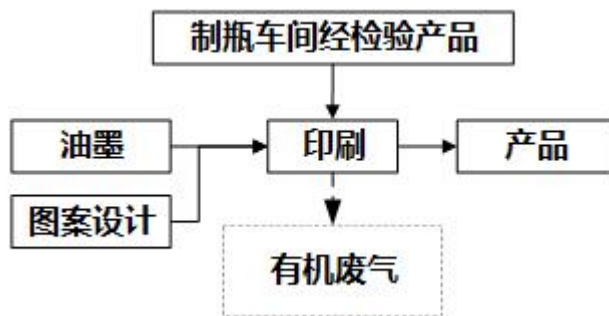 制瓶车间经检验产品
油墨
印刷
产品
图案设计
有机废气